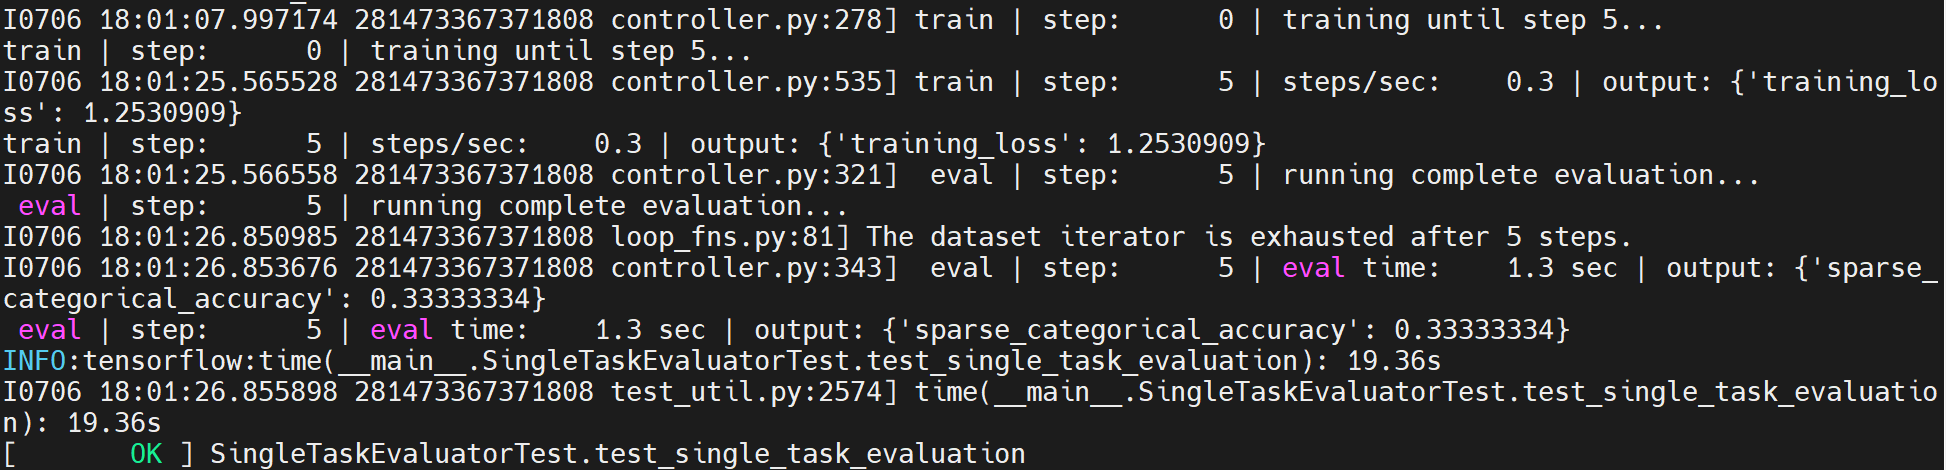 I0706 18:01:07.997174 281473367371808 controller.py:278] train | step:      0 | training until step 5...
train | step:      0 | training until step 5...
I0706 18:01:25.565528 281473367371808 controller.py:535] train | step:      5 | steps/sec:    0.3 | output: {'training_lo
ss': 1.2530909}
train | step:      5 | steps/sec:    0.3 | output: {'training_loss': 1.2530909}
I0706 18:01:25.566558 281473367371808 controller.py:321]  eval | step:      5 | running complete evaluation...
 eval | step:      5 | running complete evaluation...
I0706 18:01:26.850985 281473367371808 loop_fns.py:81] The dataset iterator is exhausted after 5 steps.
I0706 18:01:26.853676 281473367371808 controller.py:343]  eval | step:      5 | eval time:    1.3 sec | output: {'sparse_
categorical_accuracy': 0.33333334}
 eval | step:      5 | eval time:    1.3 sec | output: {'sparse_categorical_accuracy': 0.33333334}
INFO:tensorflow:time(__main__.SingleTaskEvaluatorTest.test_single_task_evaluation): 19.36s
I0706 18:01:26.855898 281473367371808 test_util.py:2574] time(__main__.SingleTaskEvaluatorTest.test_single_task_evaluatio
n): 19.36s
[       OK ] SingleTaskEvaluatorTest.test_single_task_evaluation